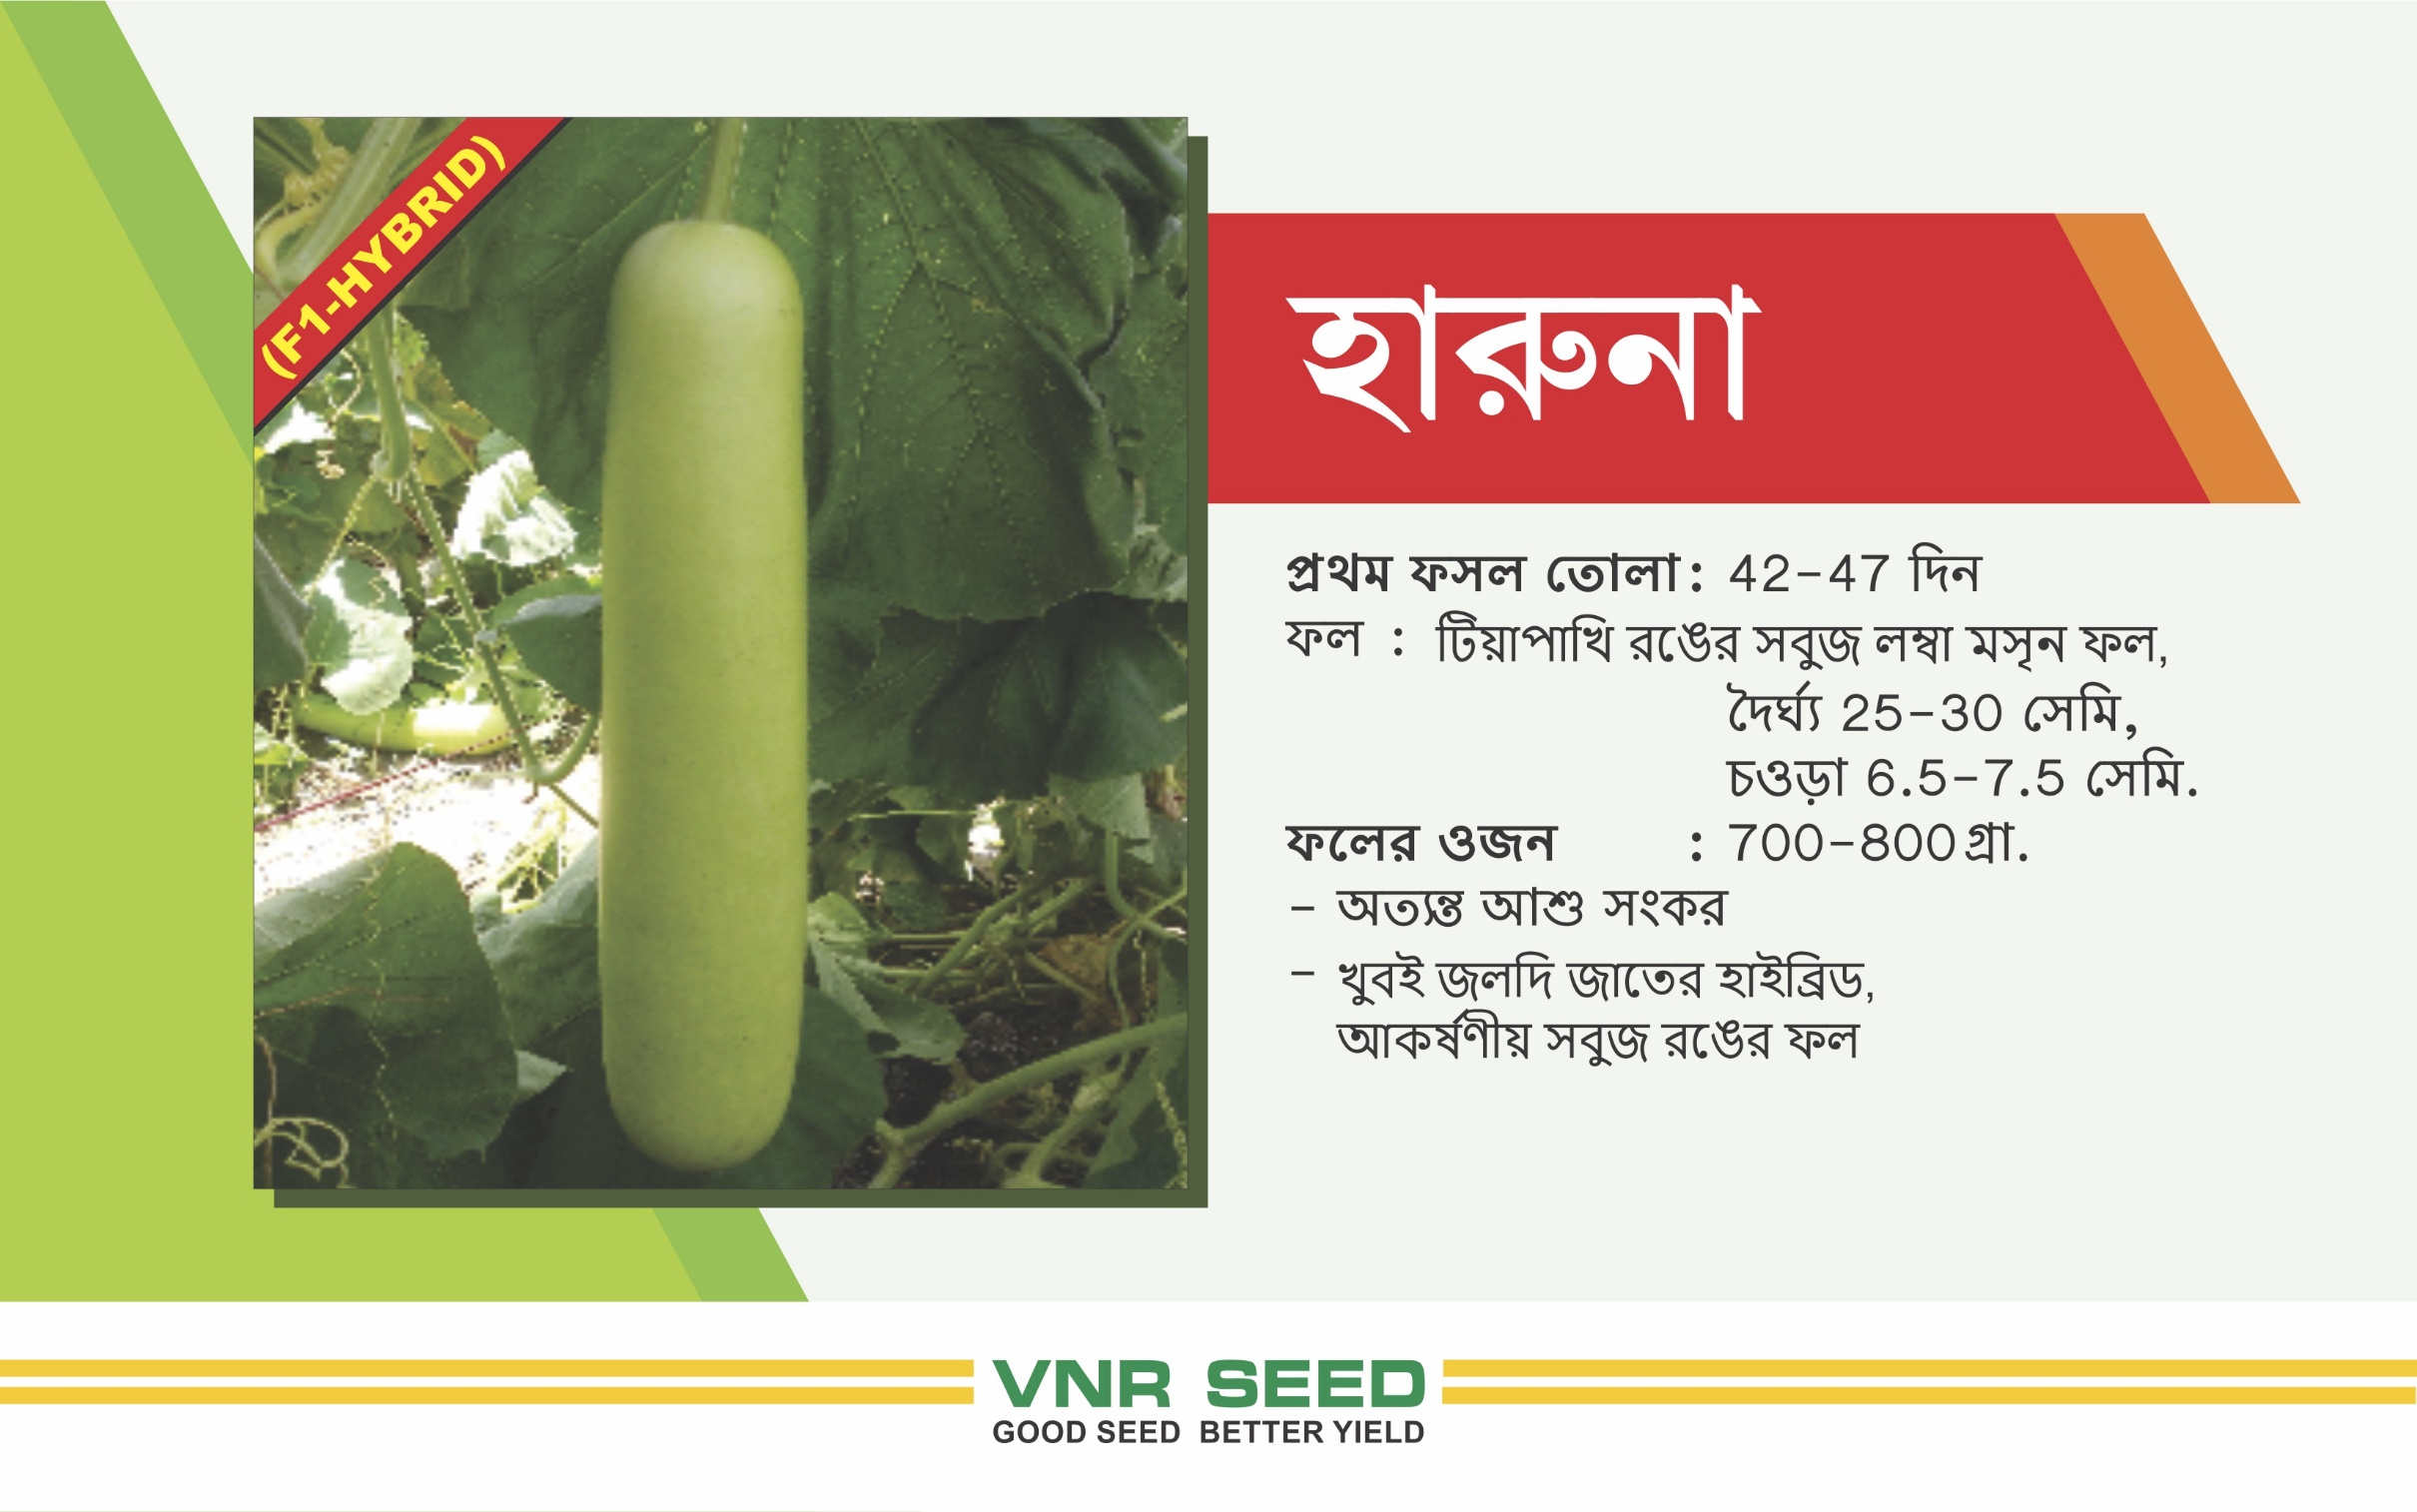 (F1-HYBRID))
হারুনা
প্রথম ফসল তোলা : 42-47 দিন
ফল : টিয়াপাখি রঙের সবুজ লম্বা মসৃন ফল,
দৈর্ঘ্য 25-30 সেমি,
চওড়া 6.5-7.5 সেমি.
ফলের ওজন : 700-800গ্রা.
- অত্যন্ত আশু সংকর
- খুবই জলদি জাতের হাইব্রিড,
আকর্ষণীয় সবুজ রঙের ফল
VNR SEED
GOOD SEED BETTER YIELD